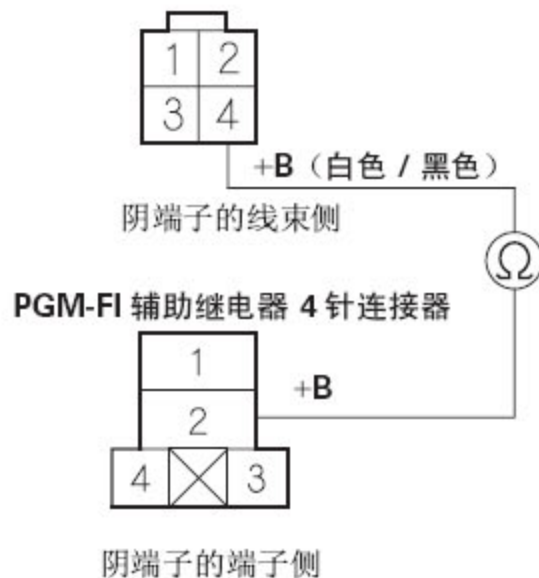 1 2
3 4
+B（白色 / 黑色）
阴端子的线束侧
Ω
PGM-FI 辅助继电器 4 针连接器
1
+B
2
4 3
阴端子的端子侧